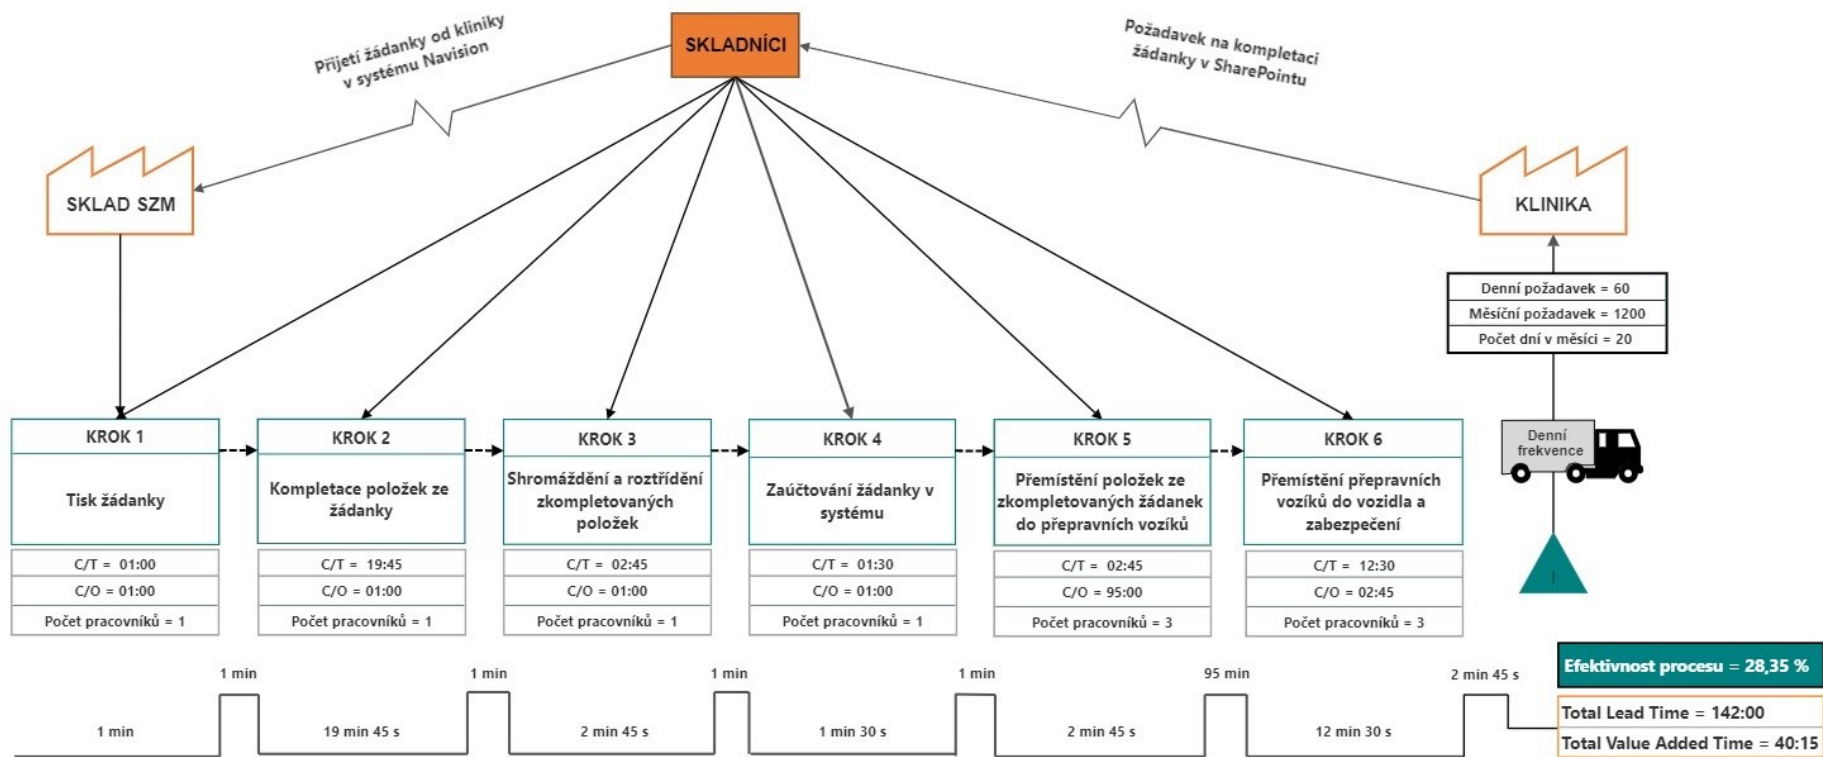 Přijetí žádanky od kliniky
v systému Navision
SKLADNÍCI
Požadavek na kompletaci
žádanky v SharePointu
SKLAD SZM
KLINIKA
Denní požadavek = 60
Měsíční požadavek = 1200
Počet dní v měsíci = 20
Denní
frekvence
I
KROK 1
Tisk žádanky
C/T = 01:00
C/O = 01:00
Počet pracovníků = 1
KROK 2
Kompletace položek ze
žádanky
C/T = 19:45
C/O = 01:00
Počet pracovníků = 1
KROK 3
Shromáždění a roztřídění
zkompletovaných
položek
C/T = 02:45
C/O = 01:00
Počet pracovníků = 1
KROK 4
Zaúčtování žádanky v
systému
C/T = 01:30
C/O = 01:00
Počet pracovníků = 1
KROK 5
Přemístění položek ze
zkompletovaných žádanek
do přepravních vozíků
C/T = 02:45
C/O = 95:00
Počet pracovníků = 3
KROK 6
Přemístění přepravních
vozíků do vozidla a
zabezpečení
C/T = 12:30
C/O = 02:45
Počet pracovníků = 3
1 min
1 min
19 min 45 s
1 min
2 min 45 s
1 min
1 min 30 s
1 min
2 min 45 s
95 min
12 min 30 s
2 min 45 s
Efektivnost procesu = 28,35 %
Total Lead Time = 142:00
Total Value Added Time = 40:15